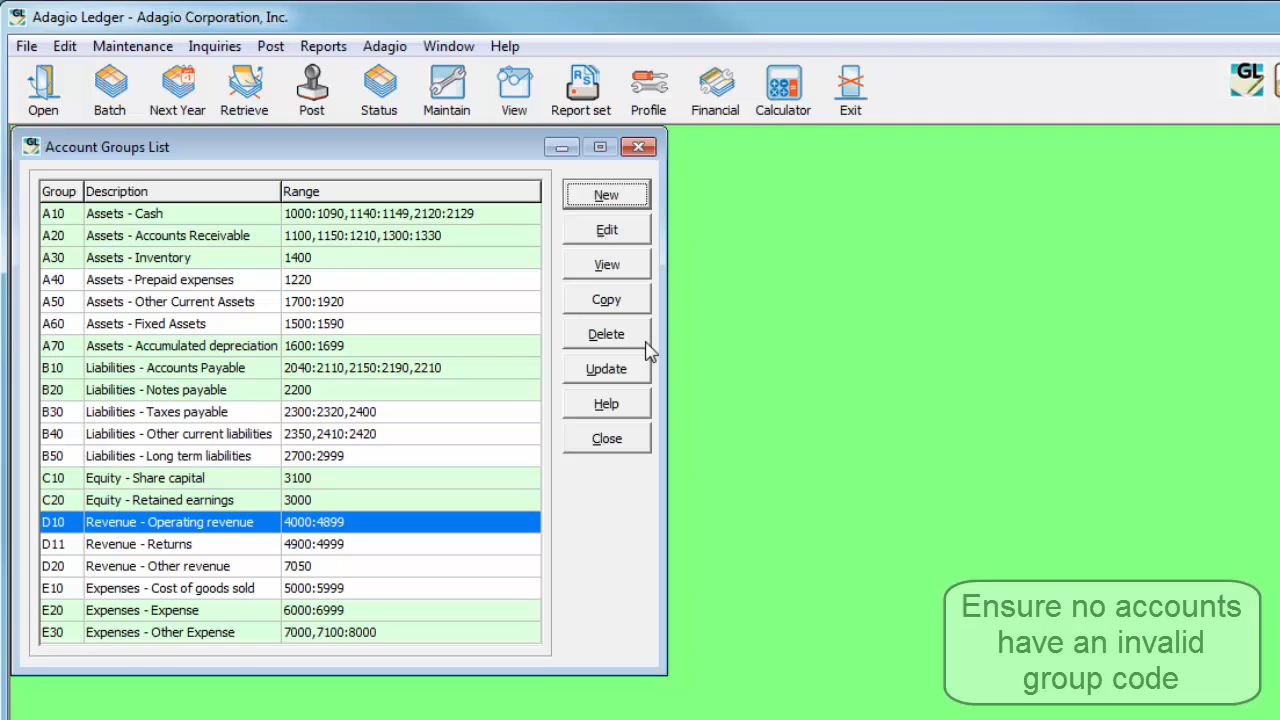 Adagio Ledger - Adagio Corporation, Inc.
File Edit Maintenance Inquiries Post Reports Adagio Window Help
Open Batch Next Year Retrieve Post Status Maintain View Report set Profile Financial Calculator Exit
GL
Account Groups List
Group Description Range
A10 Assets - Cash 1000:1090,1140:1149,2120:2129
A20 Assets - Accounts Receivable 1100,1150:1210,1300:1330
A30 Assets - Inventory 1400
A40 Assets - Prepaid expenses 1220
A50 Assets - Other Current Assets 1700:1920
A60 Assets - Fixed Assets 1500:1590
A70 Assets - Accumulated depreciation 1600:1699
B10 Liabilities - Accounts Payable 2040:2110,2150:2190,2210
B20 Liabilities - Notes payable 2200
B30 Liabilities - Taxes payable 2300:2320,2400
B40 Liabilities - Other current liabilities 2350,2410:2420
B50 Liabilities - Long term liabilities 2700:2999
C10 Equity - Share capital 3100
C20 Equity - Retained earnings 3000
D10 Revenue - Operating revenue 4000:4899
D11 Revenue - Returns 4900:4999
D20 Revenue - Other revenue 7050
E10 Expenses - Cost of goods sold 5000:5999
E20 Expenses - Expense 6000:6999
E30 Expenses - Other Expense 7000,7100:8000
New
Edit
View
Copy
Delete
Update
Help
Close
Ensure no accounts
have an invalid
group code